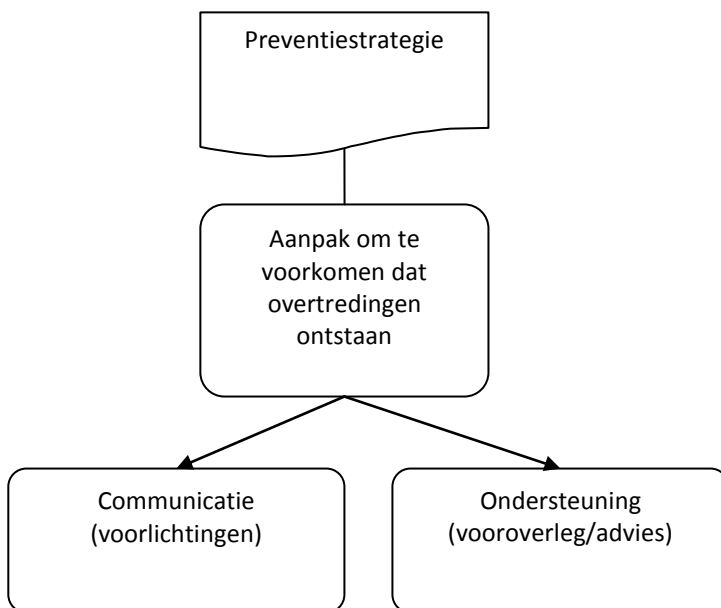 Preventiestrategie
Aanpak om te
voorkomen dat
overtredingen
ontstaan
Communicatie
(voorlichtingen)
Ondersteuning
(vooroverleg/advies)